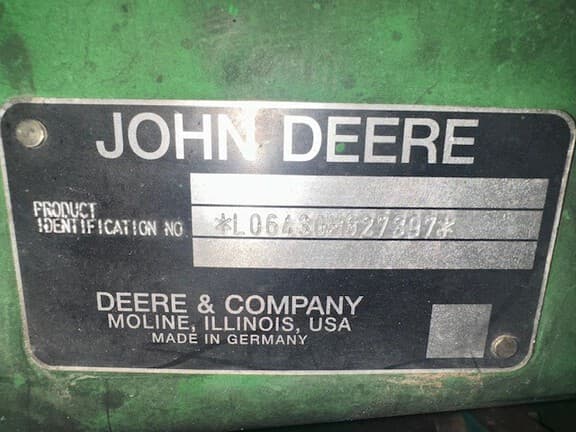 JOHN DEERE
PRODUCT
IDENTIFICATION NO
DEERE & COMPANY
MOLINE, ILLINOIS, USA
MADE IN GERMANY